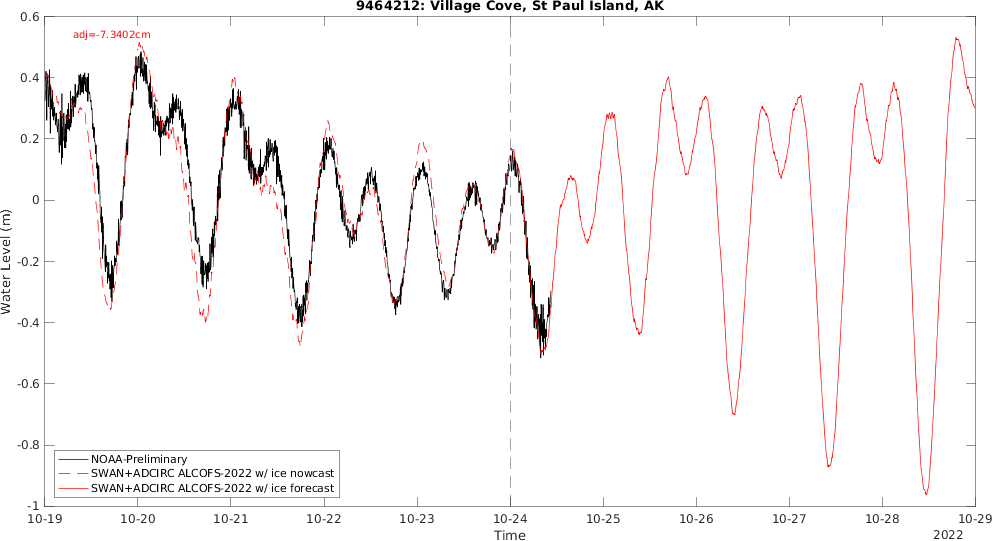 9464212: Village Cove, St Paul Island, AK
adj=-7.3402cm
Water Level (m)
0.6
0.4
0.2
0
-0.2
-0.4
-0.6
-0.8
-1
NOAA-Preliminary
SWAN+ADCIRC ALCOFS-2022 w/ ice nowcast
SWAN+ADCIRC ALCOFS-2022 w/ ice forecast
10-19 10-20 10-21 10-22 10-23 10-24 10-25 10-26 10-27 10-28 10-29
Time
2022